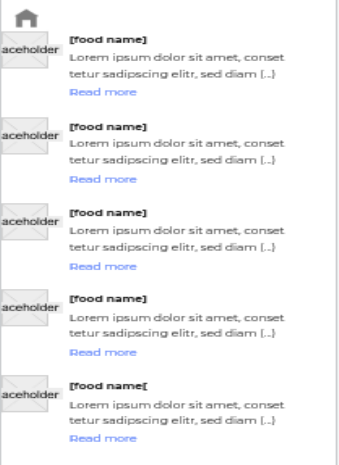 [food name]
aceholder
Lorem ipsum dolor sit amet, conset
tetur sadipscing elitr, sed diam [...}
Read more
[food name]
aceholder
Lorem ipsum dolor sit amet, conset
tetur sadipscing elitr, sed diam [...}
Read more
[food name]
aceholder
Lorem ipsum dolor sit amet, conset
tetur sadipscing elitr, sed diam [...}
Read more
[food name]
aceholder
Lorem ipsum dolor sit amet, conset
tetur sadipscing elitr, sed diam [...}
Read more
[food name[
aceholder
Lorem ipsum dolor sit amet, conset
tetur sadipscing elitr, sed diam [...}
Read more